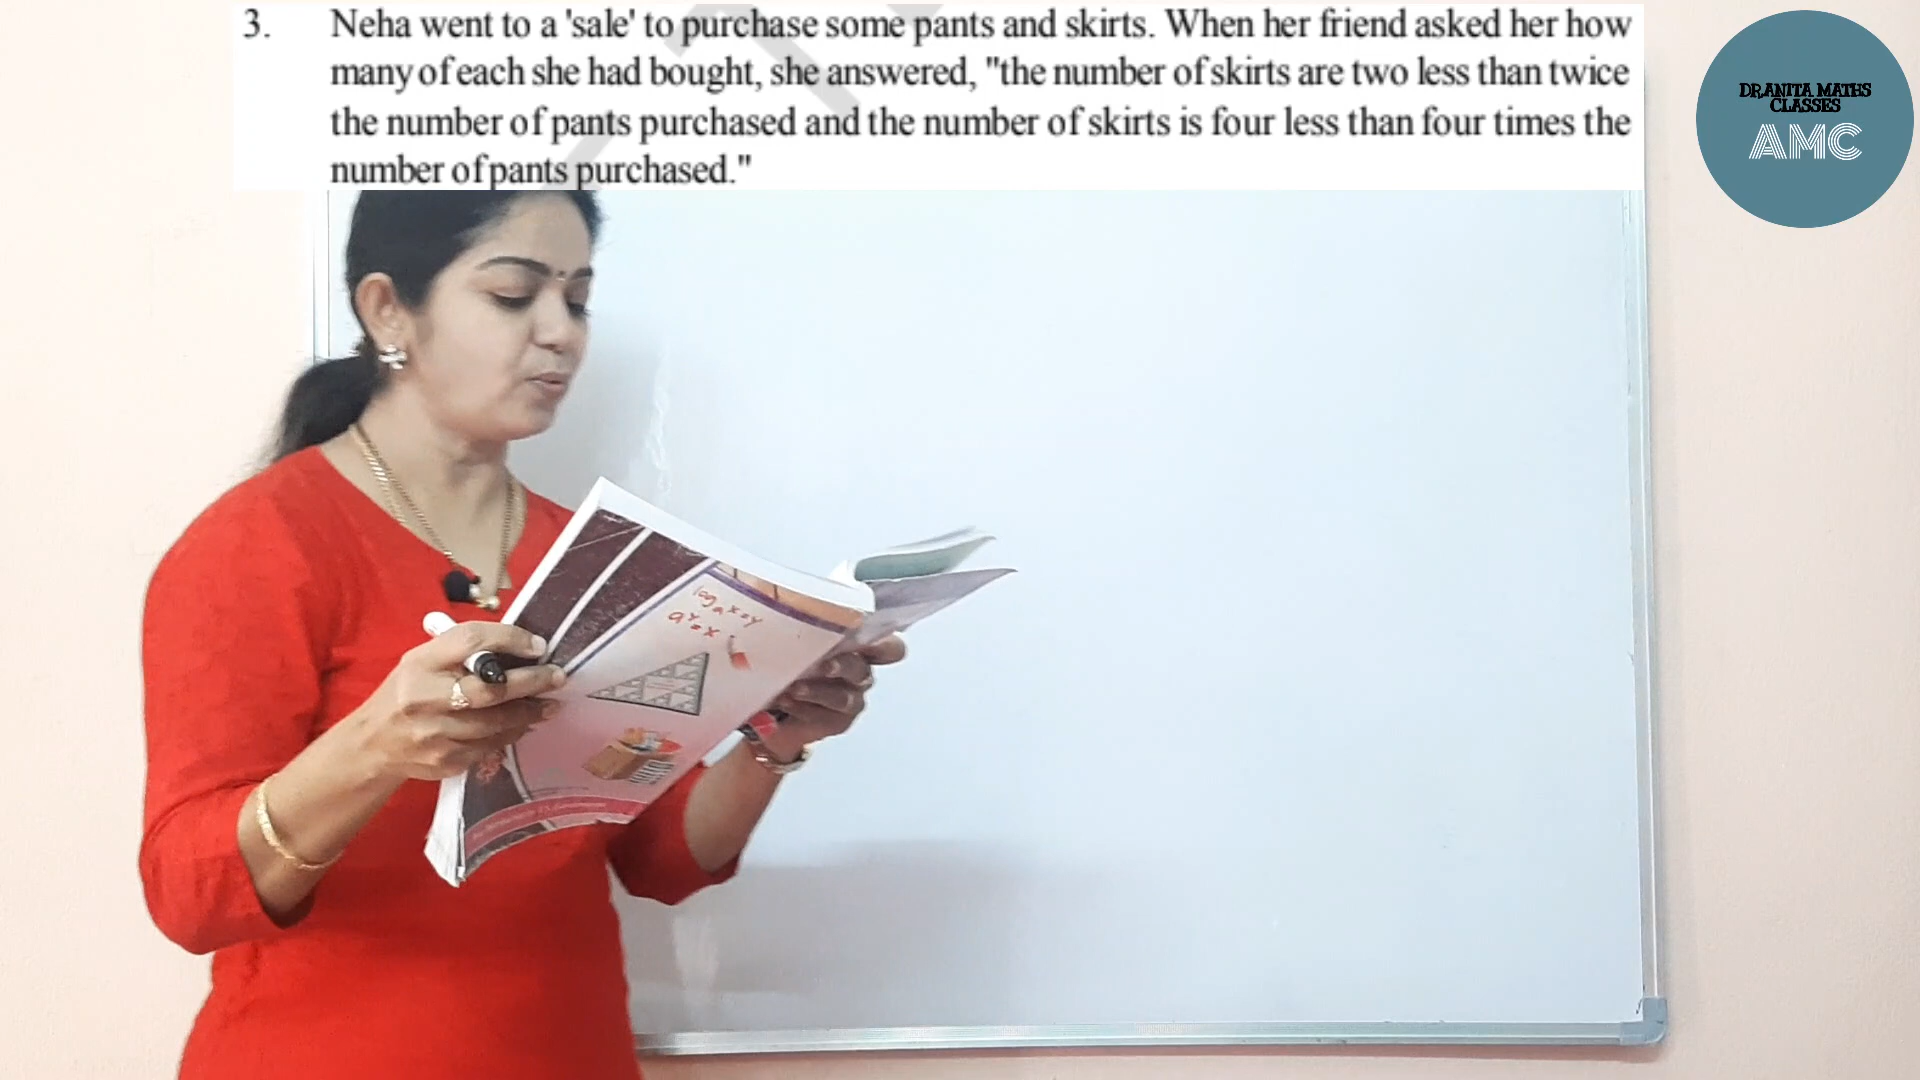 3. Neha went to a 'sale' to purchase some pants and skirts. When her friend asked her how
many of each she had bought, she answered, "the number of skirts are two less than twice
the number of pants purchased and the number of skirts is four less than four times the
number of pants purchased."
DR.ANITA MATHS
CLASSES
AMC
log_a x=y
a^y=x